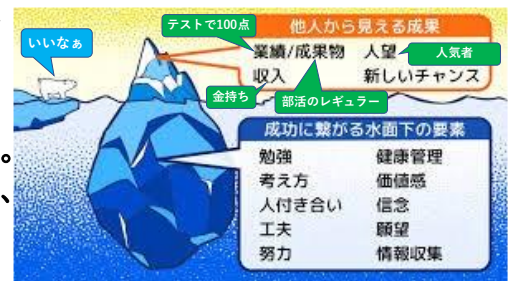 テストで100点
他人から見える成果
いいなぁ
業績/成果物 人望
人気者
収入 新しいチャンス
金持ち
部活のレギュラー
成功に繋がる水面下の要素
勉強 健康管理
考え方 価値感
人付き合い 信念
工夫 願望
努力 情報収集
。
、